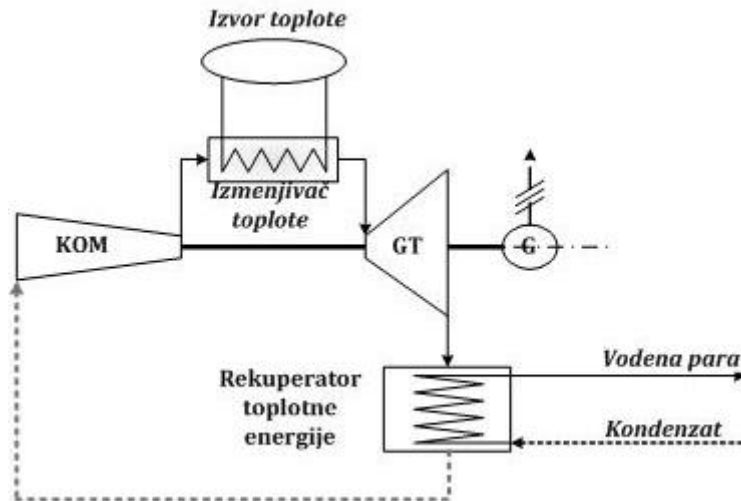 Izvor toplote
Izmenjivač
toplote
KOM
GT
G
Vodena para
Rekuperator
toplotne
energije
Kondenzat